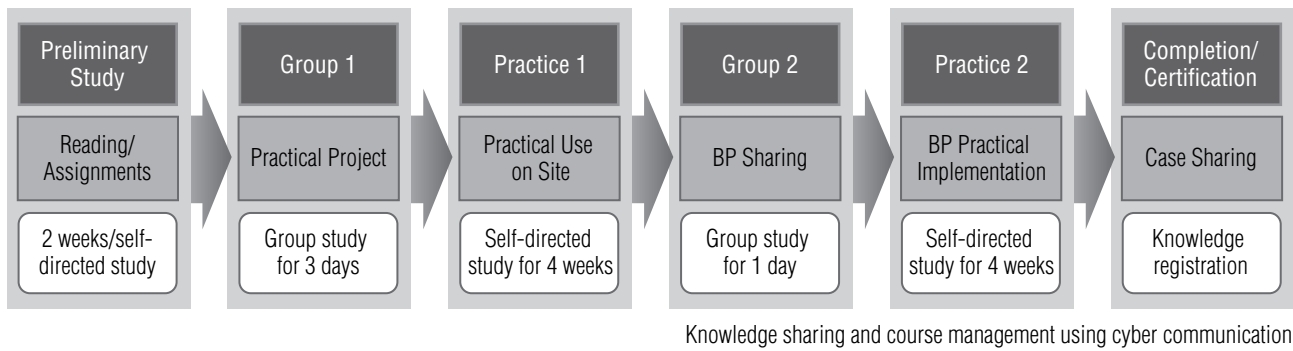 Preliminary
Study
Reading/
Assignments
2 weeks/self-
directed study
Group 1
Practical Project
Group study
for 3 days
Practice 1
Practical Use
on Site
Self-directed
study for 4 weeks
Group 2
BP Sharing
Group study
for 1 day
Practice 2
BP Practical
Implementation
Self-directed
study for 4 weeks
Completion/
Certification
Case Sharing
Knowledge
registration
Knowledge sharing and course management using cyber communication